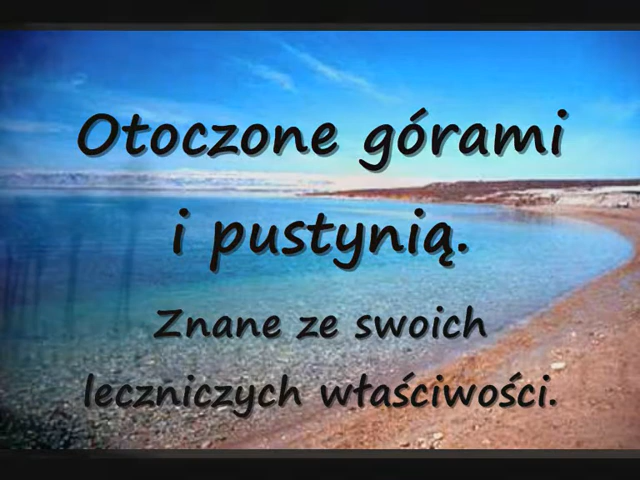 Otoczone górami
i pustynią.
Znane ze swoich
leczniczych właściwości.